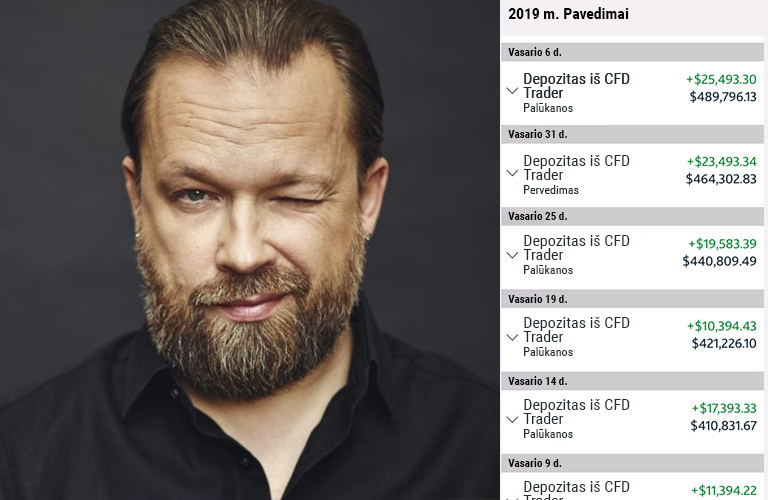 2019 m. Pavedimai
Vasario 6 d.
Depozitas iš CFD
Trader
Palūkanos
+$25,493.30
$489,796.13
Vasario 31 d.
Depozitas iš CFD
Trader
Pervedimas
+$23,493.34
$464,302.83
Vasario 25 d.
Depozitas iš CFD
Trader
Palūkanos
+$19,583.39
$440,809.49
Vasario 19 d.
Depozitas iš CFD
Trader
Palūkanos
+$10,394.43
$421,226.10
Vasario 14 d.
Depozitas iš CFD
Trader
Palūkanos
+$17,393.33
$410,831.67
Vasario 9 d.
Depozitas iš CFD
Trader
+$11,394.22